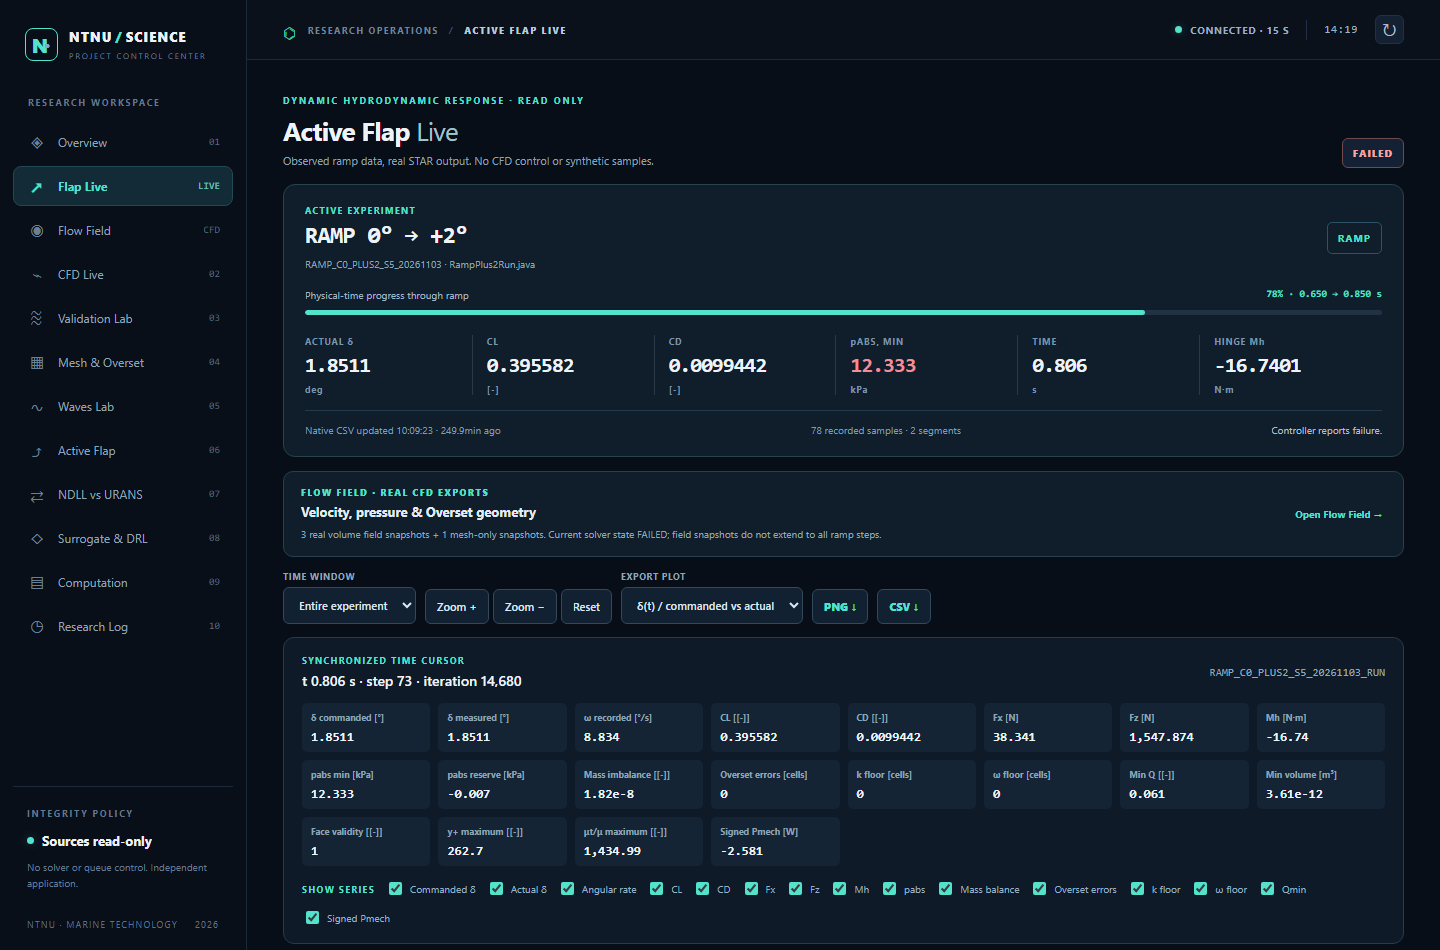 NTNU / SCIENCE
PROJECT CONTROL CENTER
RESEARCH WORKSPACE
Overview 01
Flap Live LIVE
Flow Field CFD
CFD Live 02
Validation Lab 03
Mesh & Overset 04
Waves Lab 05
Active Flap 06
NDLL vs URANS 07
Surrogate & DRL 08
Computation 09
Research Log 10
INTEGRITY POLICY
Sources read-only
No solver or queue control. Independent
application.
NTNU · MARINE TECHNOLOGY 2026
RESEARCH OPERATIONS / ACTIVE FLAP LIVE
CONNECTED · 15 S 14:19
DYNAMIC HYDRODYNAMIC RESPONSE · READ ONLY
Active Flap Live
Observed ramp data, real STAR output. No CFD control or synthetic samples.
FAILED
ACTIVE EXPERIMENT
RAMP 0° → +2°
RAMP
RAMP_C0_PLUS2_S5_20261103 · RampPlus2Run.java
Physical-time progress through ramp 78% · 0.650 → 0.850 s
ACTUAL δ CL CD pABS, MIN TIME HINGE Mh
1.8511 0.395582 0.0099442 12.333 0.806 -16.7401
deg [-] [-] kPa s N·m
Native CSV updated 10:09:23 · 249.9min ago 78 recorded samples · 2 segments Controller reports failure.
FLOW FIELD · REAL CFD EXPORTS
Velocity, pressure & Overset geometry
Open Flow Field →
3 real volume field snapshots + 1 mesh-only snapshots. Current solver state FAILED; field snapshots do not extend to all ramp steps.
TIME WINDOW EXPORT PLOT
Entire experiment Zoom + Zoom − Reset δ(t) / commanded vs actual PNG ↓ CSV ↓
SYNCHRONIZED TIME CURSOR
t 0.806 s · step 73 · iteration 14,680
RAMP_C0_PLUS2_S5_20261103_RUN
δ commanded [°] δ measured [°] ω recorded [°/s] CL [[-]] CD [[-]] Fx [N] Fz [N] Mh [N·m]
1.8511 1.8511 8.834 0.395582 0.0099442 38.341 1,547.874 -16.74
pabs min [kPa] pabs reserve [kPa] Mass imbalance [[-]] Overset errors [cells] k floor [cells] ω floor [cells] Min Q [[-]] Min volume [m³]
12.333 -0.007 1.82e-8 0 0 0 0.061 3.61e-12
Face validity [[-]] y+ maximum [[-]] μt/μ maximum [[-]] Signed Pmech [W]
1 262.7 1,434.99 -2.581
SHOW SERIES Commanded δ Actual δ Angular rate CL CD Fx Fz Mh pabs Mass balance Overset errors k floor ω floor Qmin
Signed Pmech